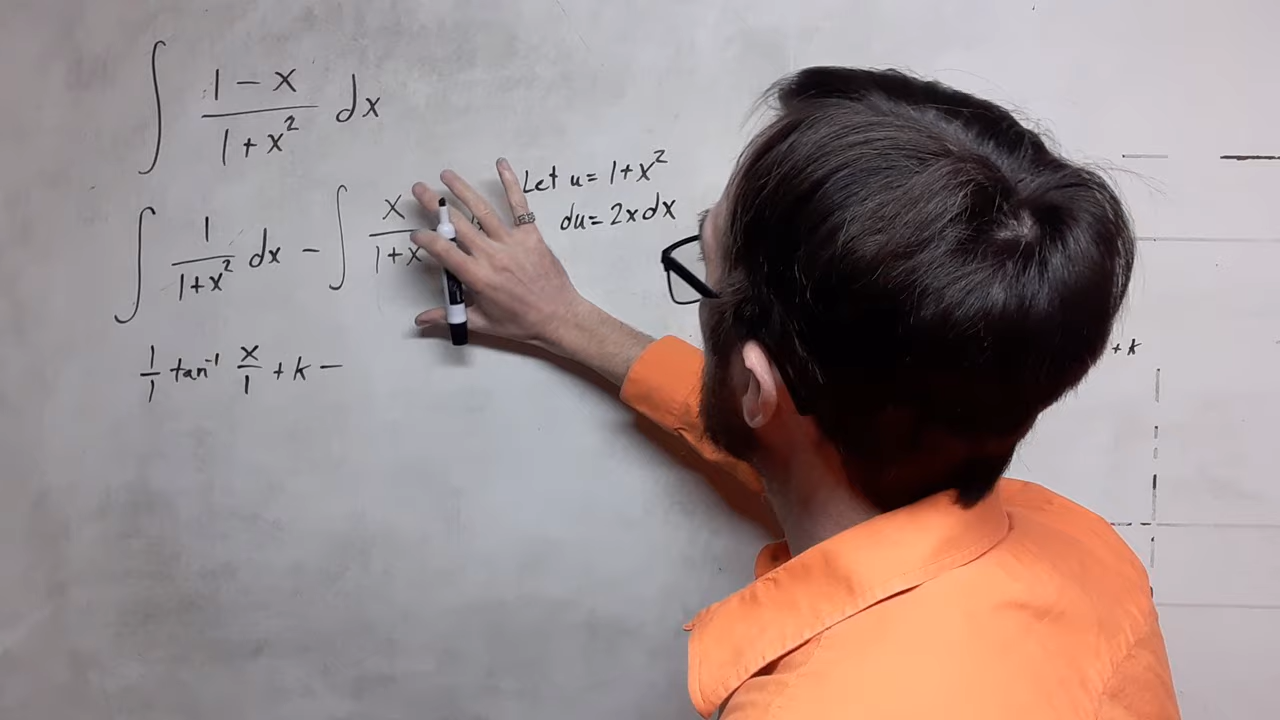 ∫ (1 − x)/(1 + x²) dx
∫ 1/(1+x²) dx − ∫ x/(1+x
Let u = 1+x²
du = 2x dx
1/1 tan⁻¹ x/1 + k −
+ k